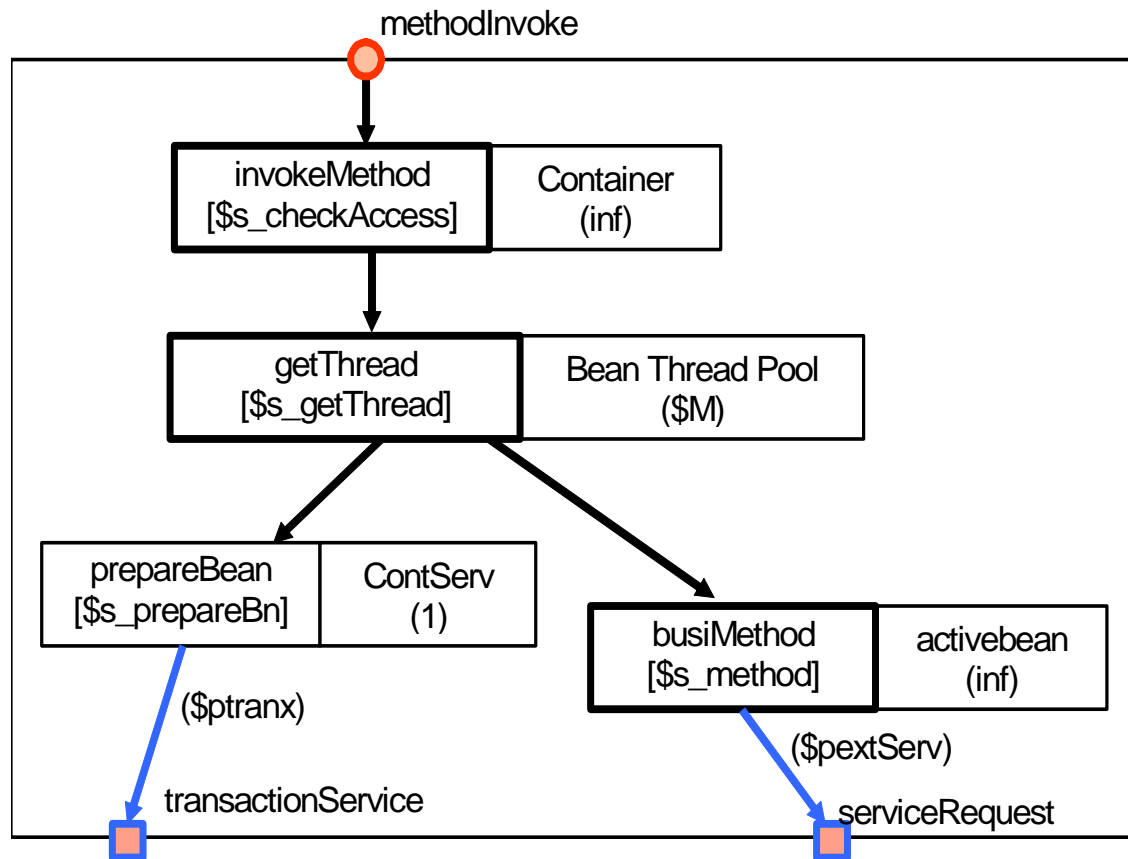 methodInvoke
invokeMethod
[$s_checkAccess]
Container
(inf)
getThread
[$s_getThread]
Bean Thread Pool
($M)
prepareBean
[$s_prepareBn]
ContServ
(1)
busiMethod
[$s_method]
activebean
(inf)
($ptranx)
($pextServ)
transactionService
serviceRequest